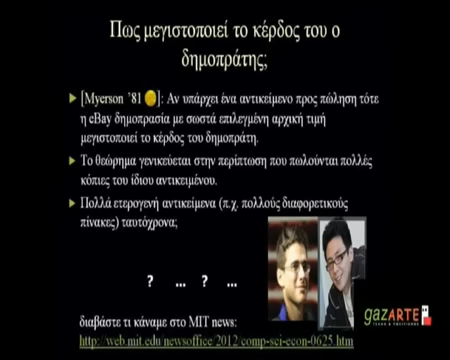 Πως μεγιστοποιεί το κέρδος του ο
δημοπράτης;
[Myerson ’81 ]: Αν υπάρχει ένα αντικείμενο προς πώληση τότε
η eBay δημοπρασία με σωστά επιλεγμένη αρχική τιμή
μεγιστοποιεί το κέρδος του δημοπράτη.
Το θεώρημα γενικεύεται στην περίπτωση που πωλούνται πολλές
κόπιες του ίδιου αντικειμένου.
Πολλά ετερογενή αντικείμενα (π.χ. πολλούς διαφορετικούς
πίνακες) ταυτόχρονα;
? ... ? ...
gazARTE
διαβάστε τι κάναμε στο MIT news:
http://web.mit.edu/newsoffice/2012/comp-sci-econ-0625.htm